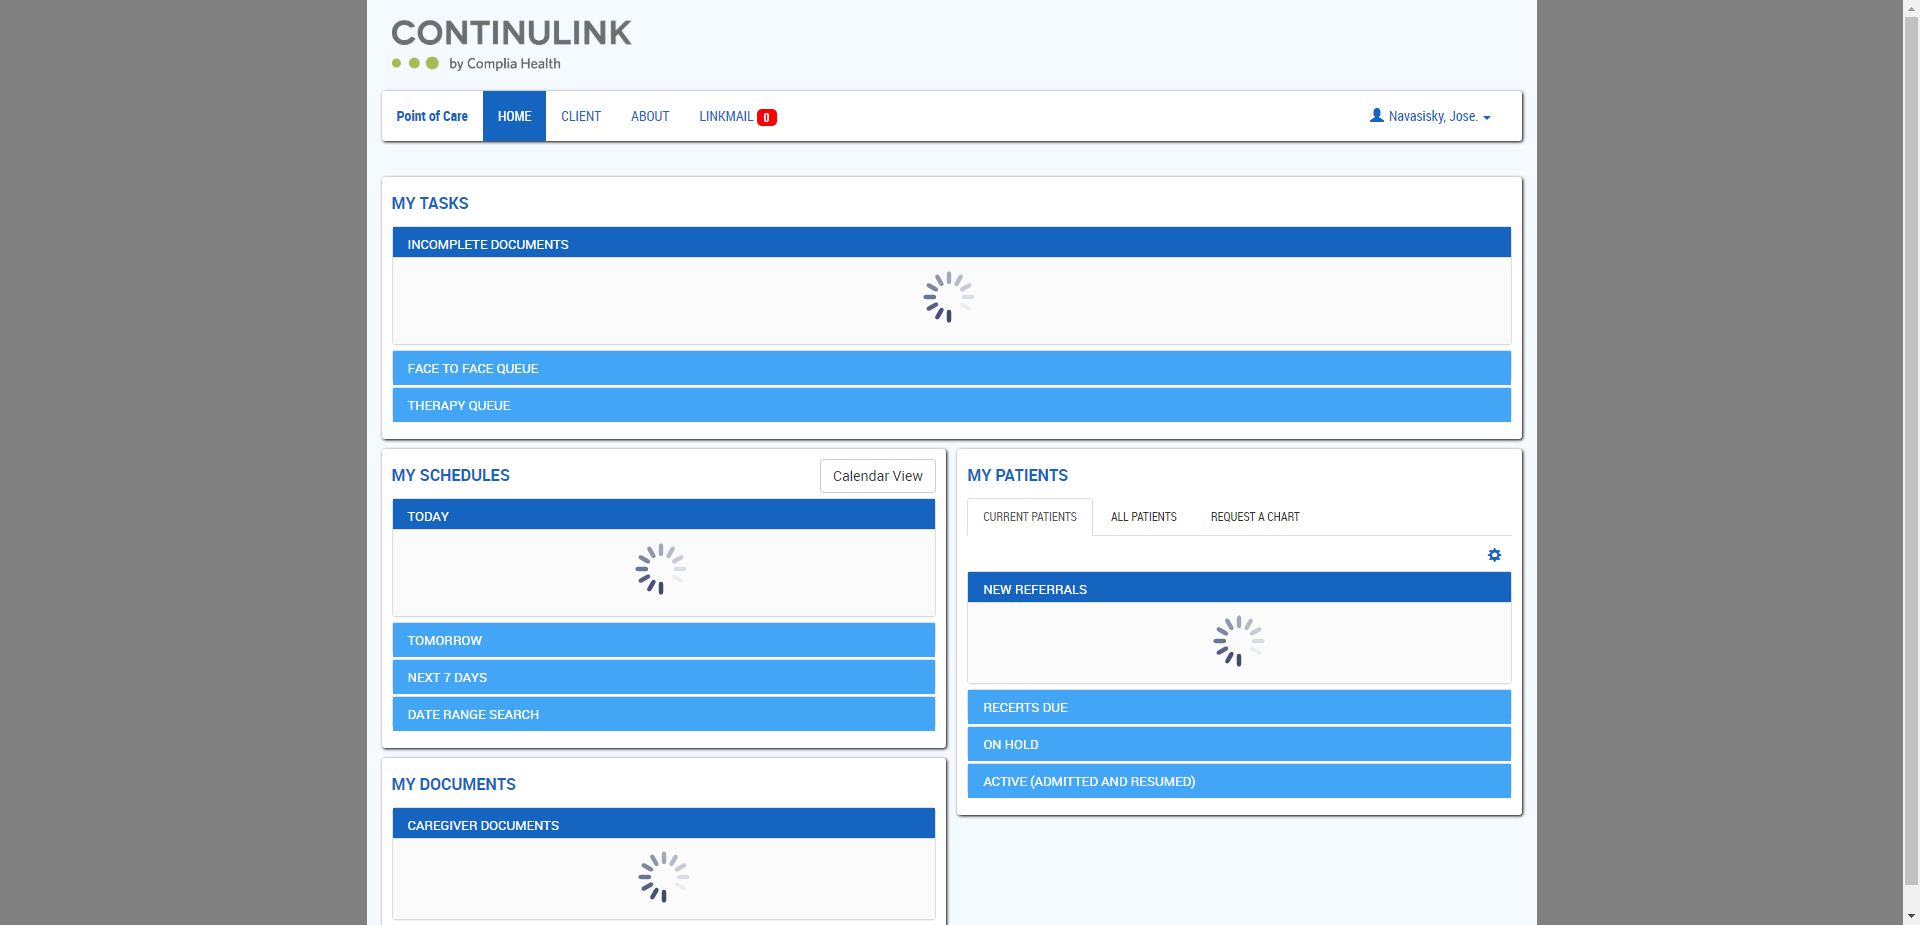 CONTINULINK
by Complia Health
Point of Care HOME CLIENT ABOUT LINKMAIL 0 Navasisky, Jose.
MY TASKS
INCOMPLETE DOCUMENTS
FACE TO FACE QUEUE
THERAPY QUEUE
MY SCHEDULES Calendar View
TODAY
TOMORROW
NEXT 7 DAYS
DATE RANGE SEARCH
MY PATIENTS
CURRENT PATIENTS ALL PATIENTS REQUEST A CHART
NEW REFERRALS
RECERTS DUE
ON HOLD
ACTIVE (ADMITTED AND RESUMED)
MY DOCUMENTS
CAREGIVER DOCUMENTS